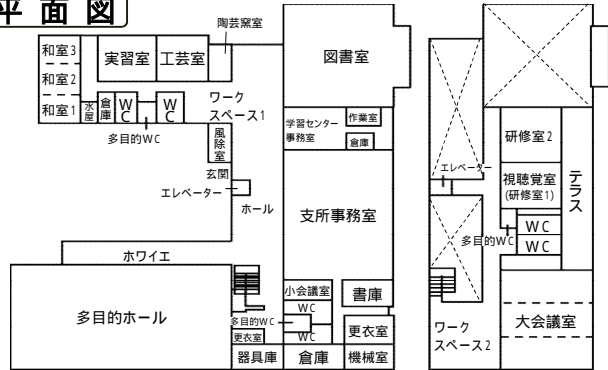 平面図
陶芸窯室
和室3
和室2
和室1
実習室
工芸室
水屋
倉庫
WC
WC
多目的WC
ワーク
スペース1
風除室
玄関
エレベーター
ホール
図書室
学習センター
事務室
作業室
倉庫
支所事務室
ホワイエ
多目的ホール
小会議室
WC
多目的WC
WC
書庫
更衣室
更衣室
器具庫
倉庫
機械室
研修室2
エレベーター
視聴覚室
(研修室1)
テラス
WC
多目的WC
WC
ワーク
スペース2
大会議室